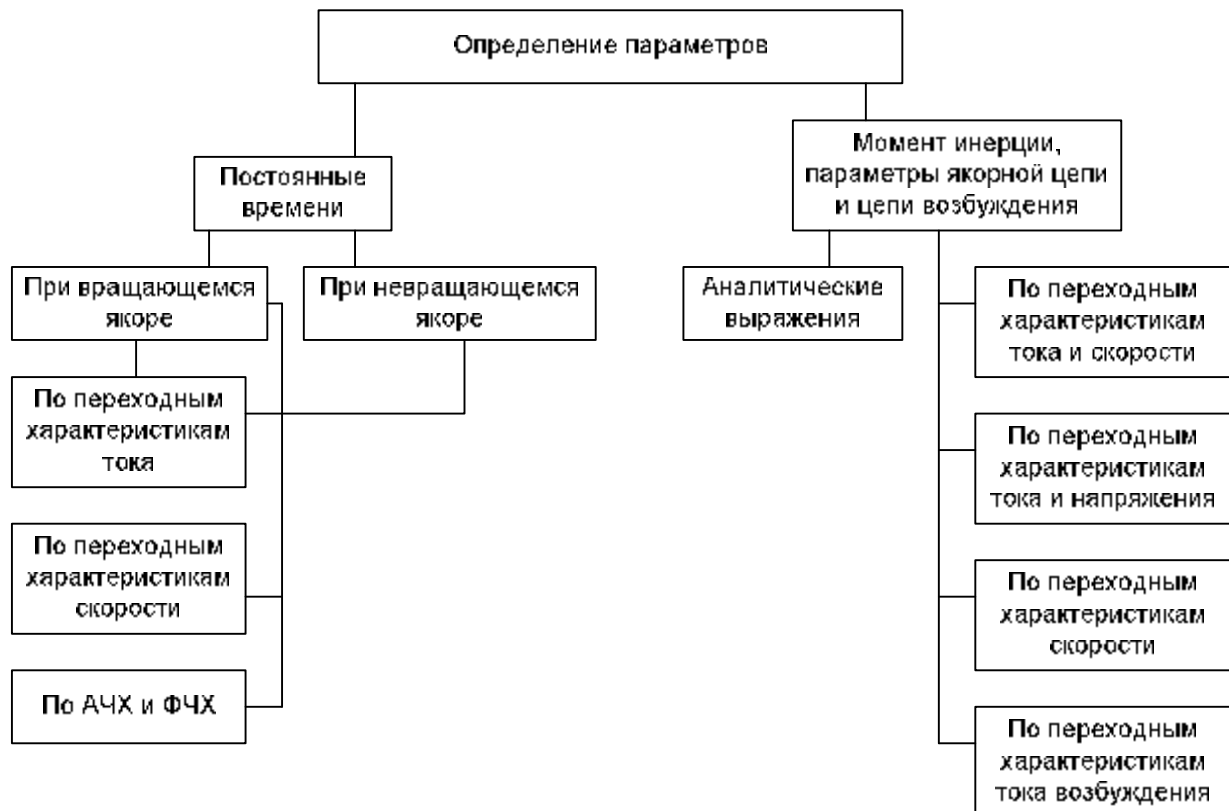 Определение параметров
Постоянные
времени
Момент инерции,
параметры якорной цепи
и цепи возбуждения
При вращающемся
якоре
При невращающемся
якоре
Аналитические
выражения
По переходным
характеристикам
тока и скорости
По переходным
характеристикам
тока
По переходным
характеристикам
тока и напряжения
По переходным
характеристикам
скорости
По переходным
характеристикам
скорости
По АЧХ и ФЧХ
По переходным
характеристикам
тока возбуждения